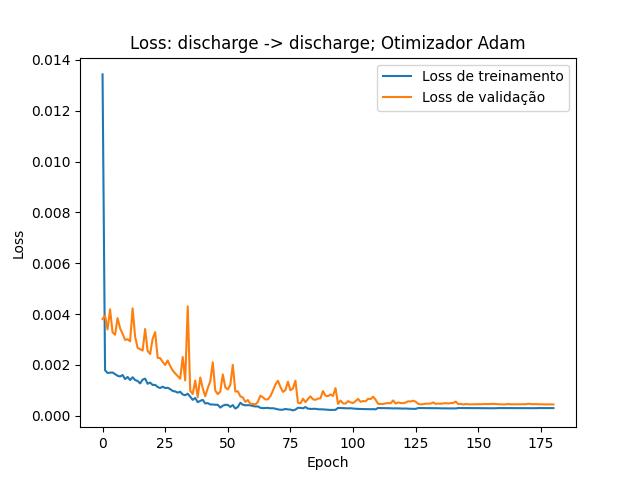 Loss: discharge -> discharge; Otimizador Adam
Loss de treinamento
Loss de validação
0.014
0.012
0.010
0.008
0.006
0.004
0.002
0.000
Loss
0 25 50 75 100 125 150 175
Epoch